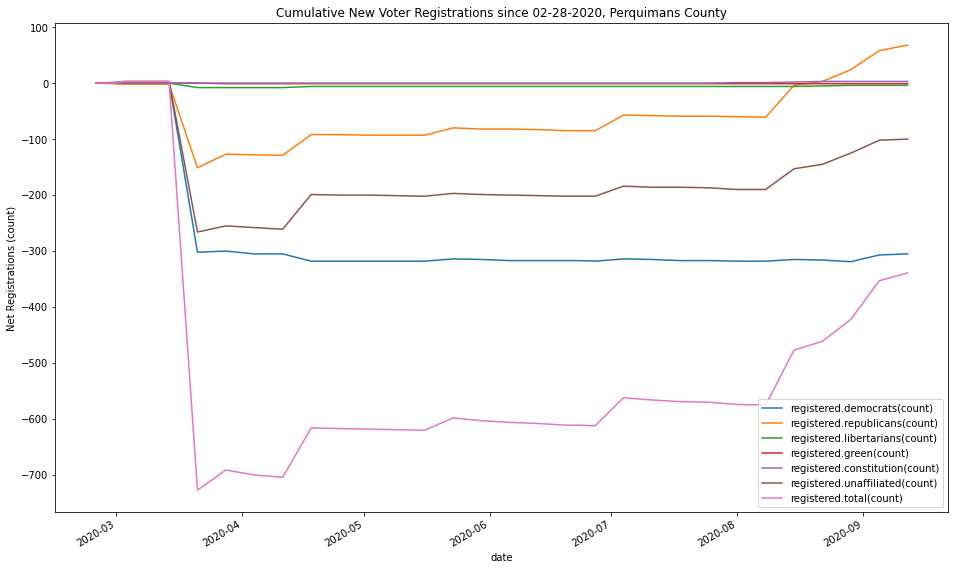 Cumulative New Voter Registrations since 02-28-2020, Perquimans County
100
0
−100
−200
−300
−400
−500
−600
−700
Net Registrations (count)
registered.democrats(count)
registered.republicans(count)
registered.libertarians(count)
registered.green(count)
registered.constitution(count)
registered.unaffiliated(count)
registered.total(count)
2020-03
2020-04
2020-05
2020-06
2020-07
2020-08
2020-09
date